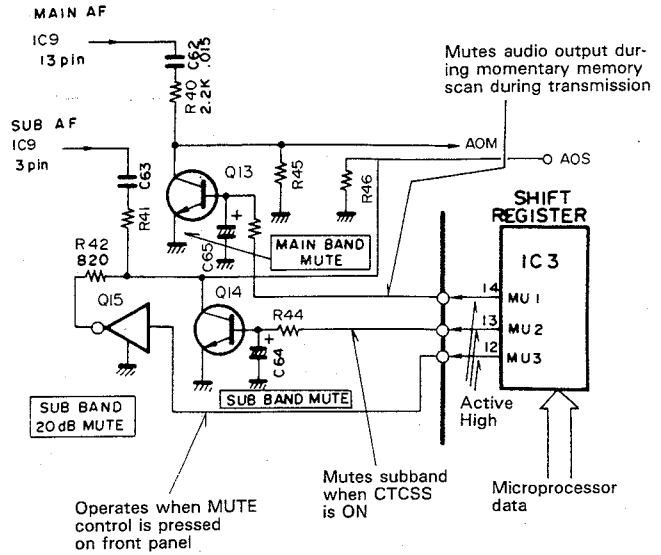 MAIN AF
IC9
13 pin
C62
.015
R40
2.2K
Mutes audio output dur-
ing momentary memory
scan during transmission
SUB AF
IC9
3 pin
C63
R41
Q13
R45
R46
AOM
AOS
SHIFT
REGISTER
IC3
+
C65
MAIN BAND
MUTE
R42
820
Q15
Q14
R44
+
C64
14
MU1
13
MU2
12
MU3
SUB BAND MUTE
SUB BAND
20dB MUTE
Active
High
Mutes subband
when CTCSS
is ON
Microprocessor
data
Operates when MUTE
control is pressed
on front panel